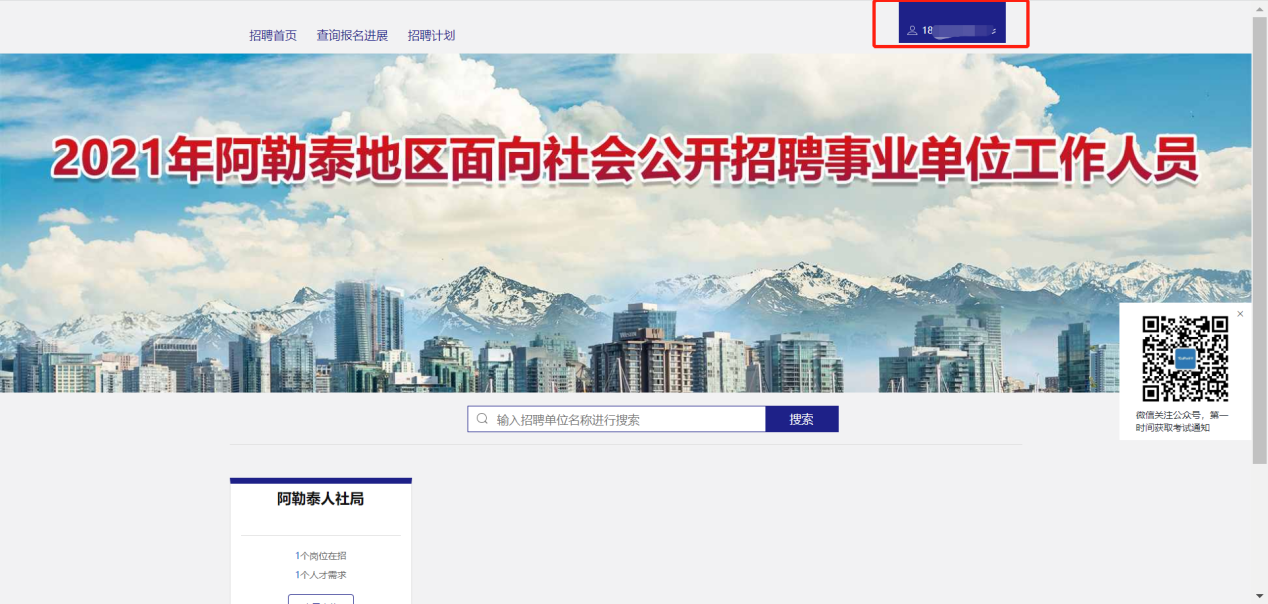 招聘首页 查询报名进展 招聘计划
18
2021年阿勒泰地区面向社会公开招聘事业单位工作人员
微信关注公众号，第一
时间获取考试通知
输入招聘单位名称进行搜索 搜索
阿勒泰人社局
1个岗位在招
1个人才需求